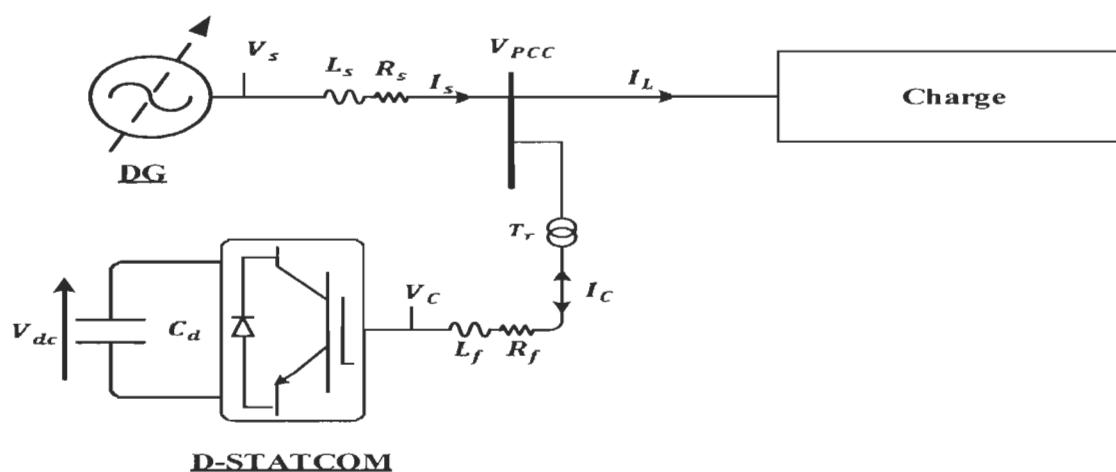 V_s
L_s
R_s
I_s
V_PCC
I_L
Charge
DG
T_r
I_C
V_C
L_f
R_f
V_dc
C_d
D-STATCOM